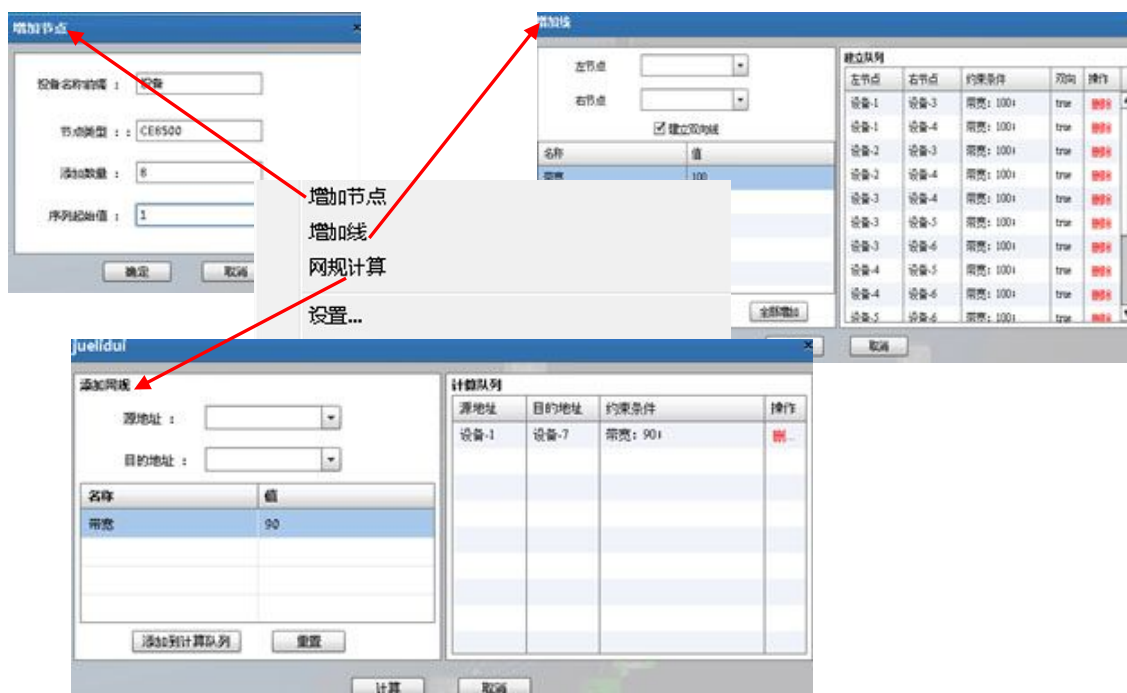 增加节点
×
设备名称前缀 ： 设备
节点类型 ：： CE6500
添加数量 ： 8
序列起始值 ： 1
确定 取消
增加线
左节点
右节点
建立双向线
名称 值
带宽 100
全部增加
取消
建立队列
左节点 右节点 约束条件 双向 操作
设备-1 设备-3 带宽：100； true 删除
设备-1 设备-4 带宽：100； true 删除
设备-2 设备-3 带宽：100； true 删除
设备-2 设备-4 带宽：100； true 删除
设备-3 设备-4 带宽：100； true 删除
设备-3 设备-5 带宽：100； true 删除
设备-3 设备-6 带宽：100； true 删除
设备-4 设备-5 带宽：100； true 删除
设备-4 设备-6 带宽：100； true 删除
设备-5 设备-6 带宽：100； true 删除
增加节点
增加线
网规计算
设置...
juelidui
×
添加网规
源地址 ：
目的地址 ：
名称 值
带宽 90
添加到计算队列 重置
计算队列
源地址 目的地址 约束条件 操作
设备-1 设备-7 带宽：90； 删...
计算 取消